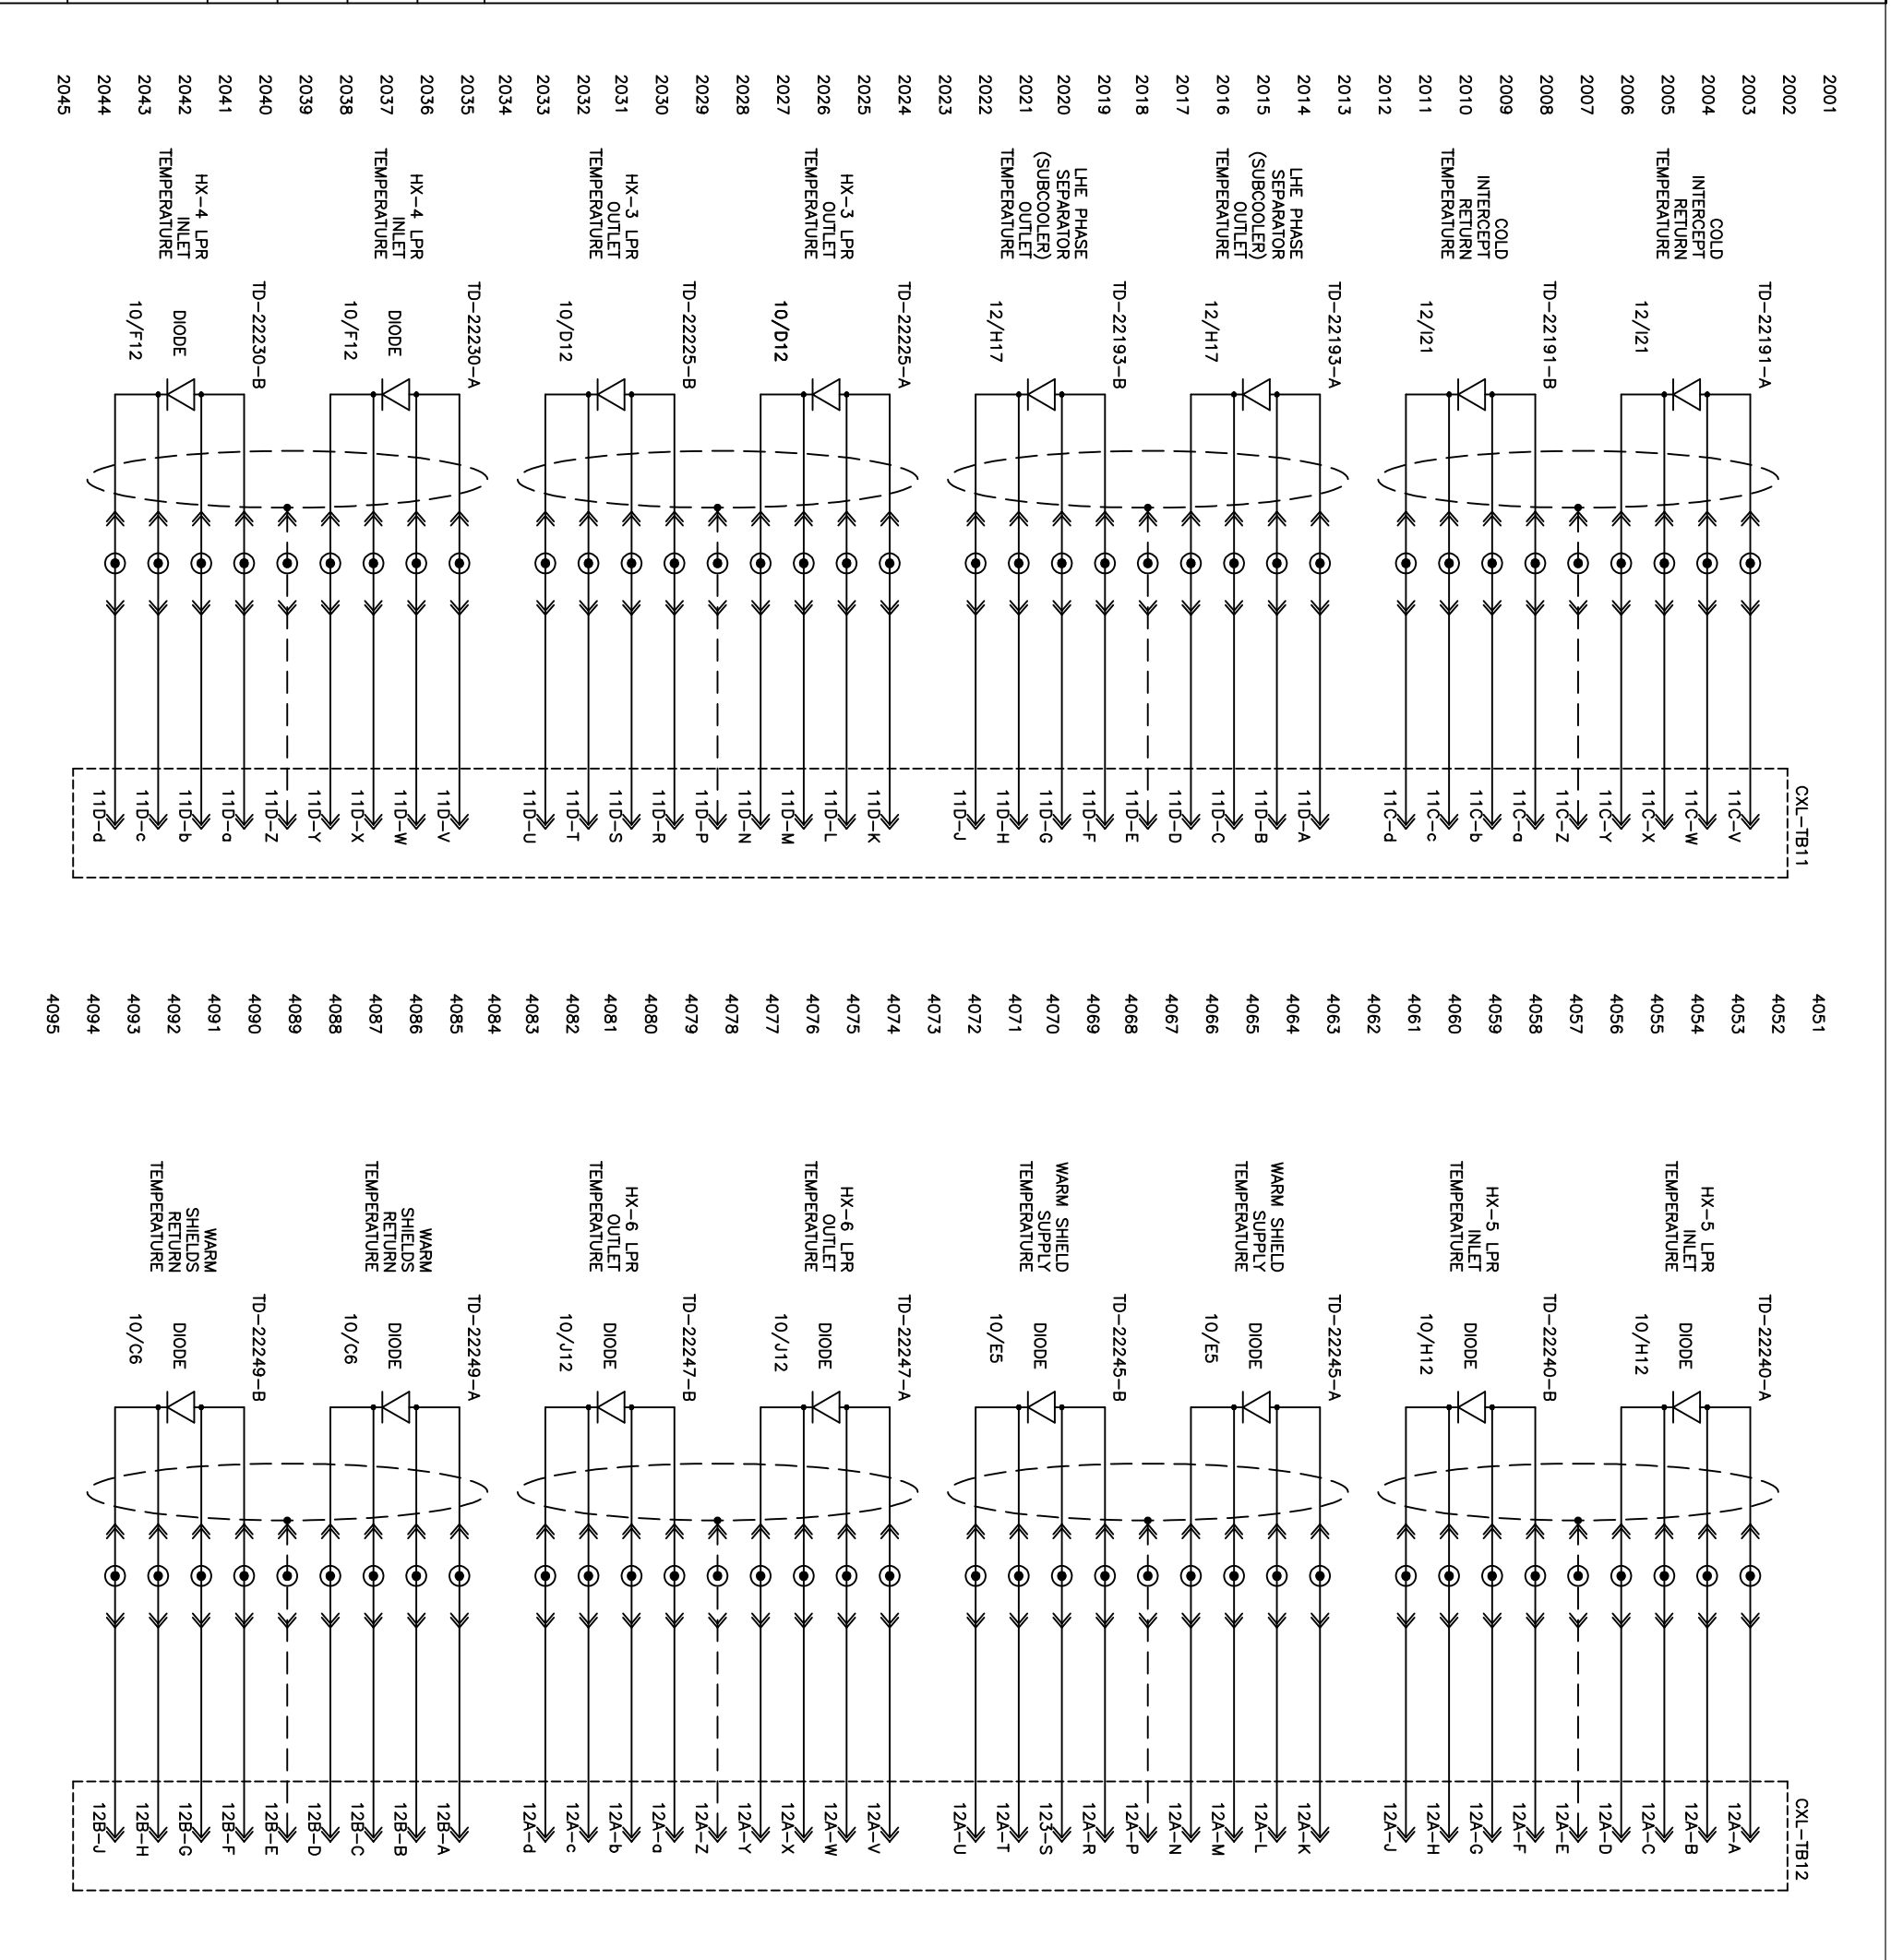 2001
2002
2003
2004
2005
2006
2007
2008
2009
2010
2011
2012
2013
2014
2015
2016
2017
2018
2019
2020
2021
2022
2023
2024
2025
2026
2027
2028
2029
2030
2031
2032
2033
2034
2035
2036
2037
2038
2039
2040
2041
2042
2043
2044
2045
COLD
INTERCEPT
RETURN
TEMPERATURE
TD-22191-A
12/I21
COLD
INTERCEPT
RETURN
TEMPERATURE
TD-22191-B
12/I21
LHE PHASE
SEPARATOR
(SUBCOOLER)
OUTLET
TEMPERATURE
TD-22193-A
12/H17
LHE PHASE
SEPARATOR
(SUBCOOLER)
OUTLET
TEMPERATURE
TD-22193-B
12/H17
HX-3 LPR
OUTLET
TEMPERATURE
TD-22225-A
10/D12
HX-3 LPR
OUTLET
TEMPERATURE
TD-22225-B
10/D12
HX-4 LPR
INLET
TEMPERATURE
TD-22230-A
DIODE
10/F12
HX-4 LPR
INLET
TEMPERATURE
TD-22230-B
DIODE
10/F12
CXL-TB11
11C-V
11C-W
11C-X
11C-Y
11C-Z
11C-a
11C-b
11C-c
11C-d
11D-A
11D-B
11D-C
11D-D
11D-E
11D-F
11D-G
11D-H
11D-J
11D-K
11D-L
11D-M
11D-N
11D-P
11D-R
11D-S
11D-T
11D-U
11D-V
11D-W
11D-X
11D-Y
11D-Z
11D-a
11D-b
11D-c
11D-d
4051
4052
4053
4054
4055
4056
4057
4058
4059
4060
4061
4062
4063
4064
4065
4066
4067
4068
4069
4070
4071
4072
4073
4074
4075
4076
4077
4078
4079
4080
4081
4082
4083
4084
4085
4086
4087
4088
4089
4090
4091
4092
4093
4094
4095
HX-5 LPR
INLET
TEMPERATURE
TD-22240-A
DIODE
10/H12
HX-5 LPR
INLET
TEMPERATURE
TD-22240-B
DIODE
10/H12
WARM SHIELD
SUPPLY
TEMPERATURE
TD-22245-A
DIODE
10/E5
WARM SHIELD
SUPPLY
TEMPERATURE
TD-22245-B
DIODE
10/E5
HX-6 LPR
OUTLET
TEMPERATURE
TD-22247-A
DIODE
10/J12
HX-6 LPR
OUTLET
TEMPERATURE
TD-22247-B
DIODE
10/J12
WARM
SHIELDS
RETURN
TEMPERATURE
TD-22249-A
DIODE
10/C6
WARM
SHIELDS
RETURN
TEMPERATURE
TD-22249-B
DIODE
10/C6
CXL-TB12
12A-A
12A-B
12A-C
12A-D
12A-E
12A-F
12A-G
12A-H
12A-J
12A-K
12A-L
12A-M
12A-N
12A-P
12A-R
123-S
12A-T
12A-U
12A-V
12A-W
12A-X
12A-Y
12A-Z
12A-a
12A-b
12A-c
12A-d
12B-A
12B-B
12B-C
12B-D
12B-E
12B-F
12B-G
12B-H
12B-J